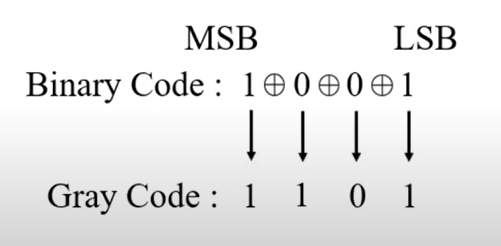 MSB LSB
Binary Code : 1 ⊕ 0 ⊕ 0 ⊕ 1
Gray Code : 1 1 0 1